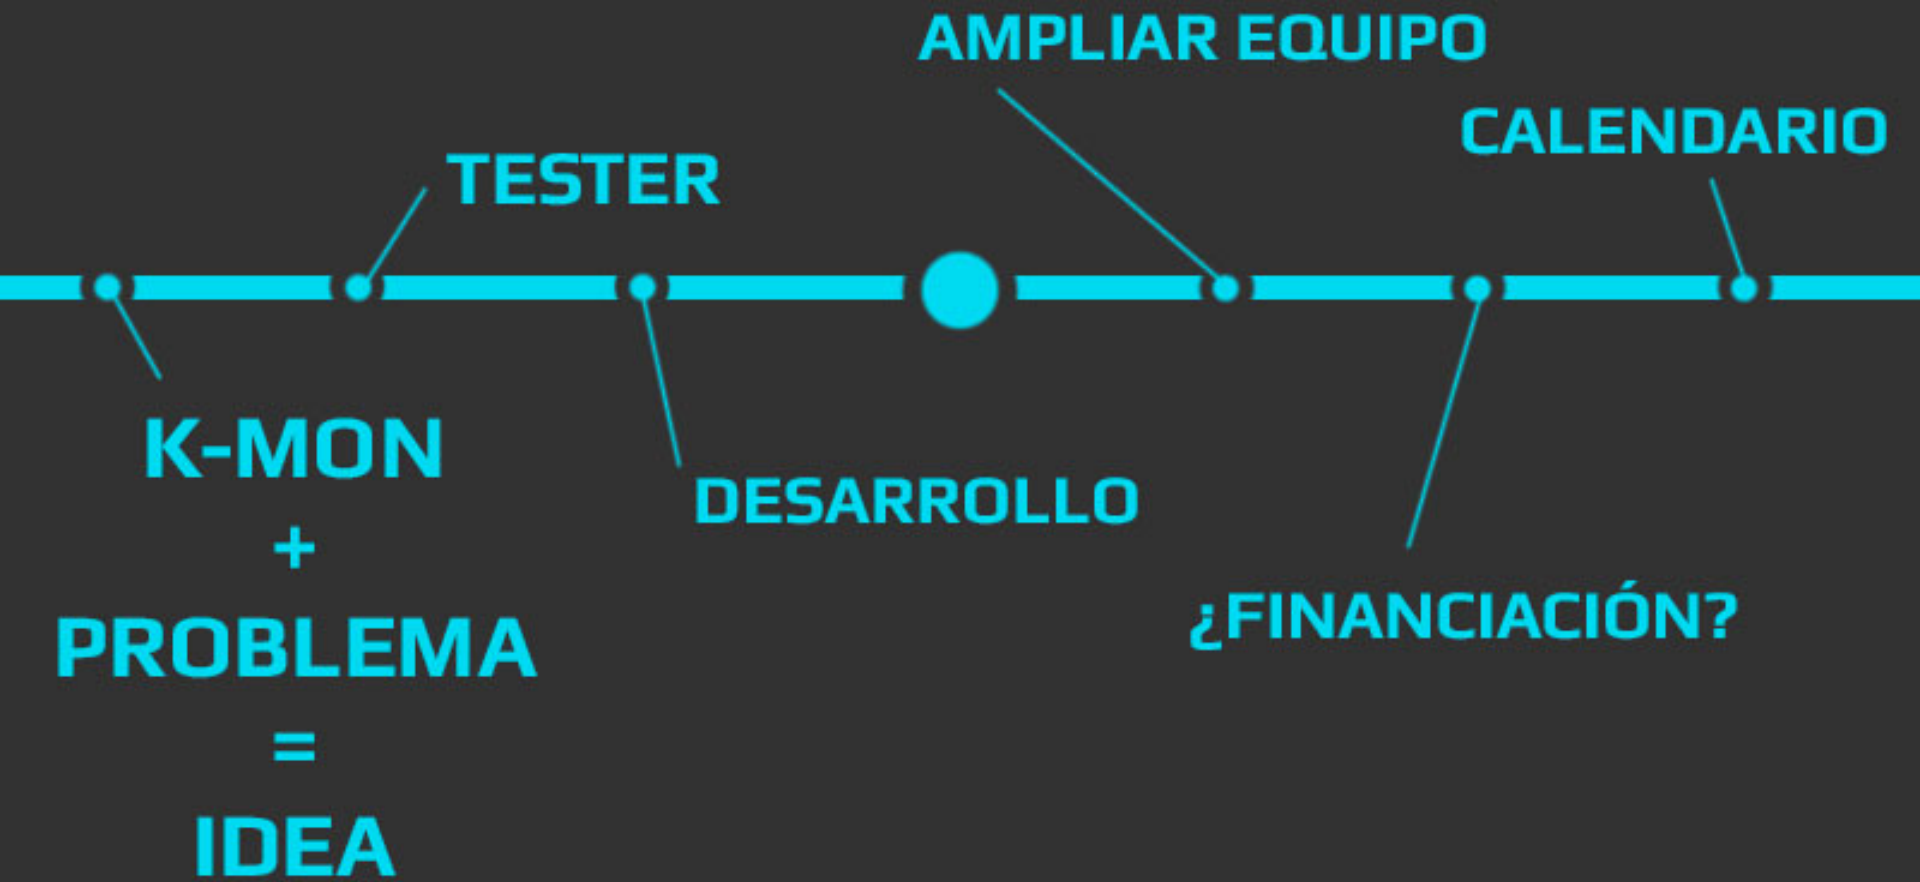 AMPLIAR EQUIPO
CALENDARIO
TESTER
K-MON
+
PROBLEMA
=
IDEA
DESARROLLO
¿FINANCIACIÓN?